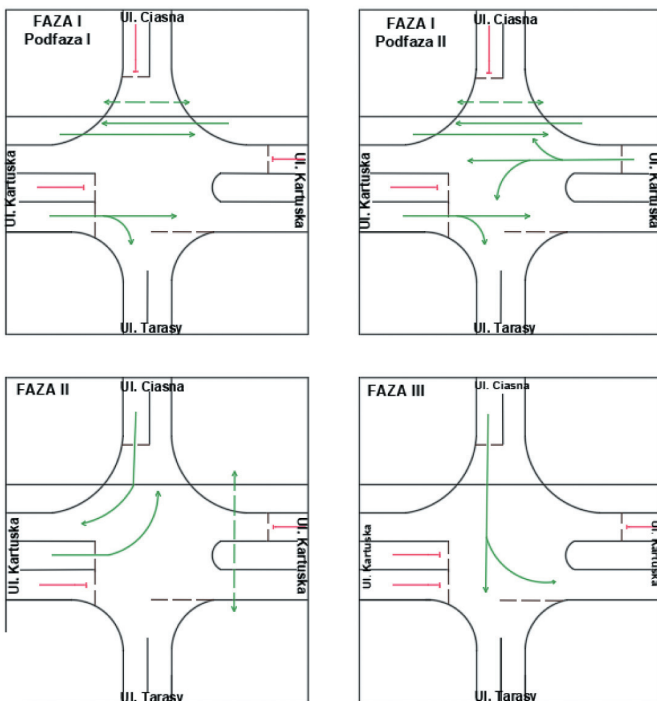 FAZA I
Podfaza I
Ul. Ciasna
Ul. Kartuska
Ul. Kartuska
Ul. Tarasy
FAZA I
Podfaza II
Ul. Ciasna
Ul. Kartuska
Ul. Kartuska
Ul. Tarasy
FAZA II
Ul. Ciasna
Ul. Kartuska
Ul. Kartuska
Ul. Tarasy
FAZA III
Ul. Ciasna
Ul. Kartuska
Ul. Kartuska
Ul. Tarasy